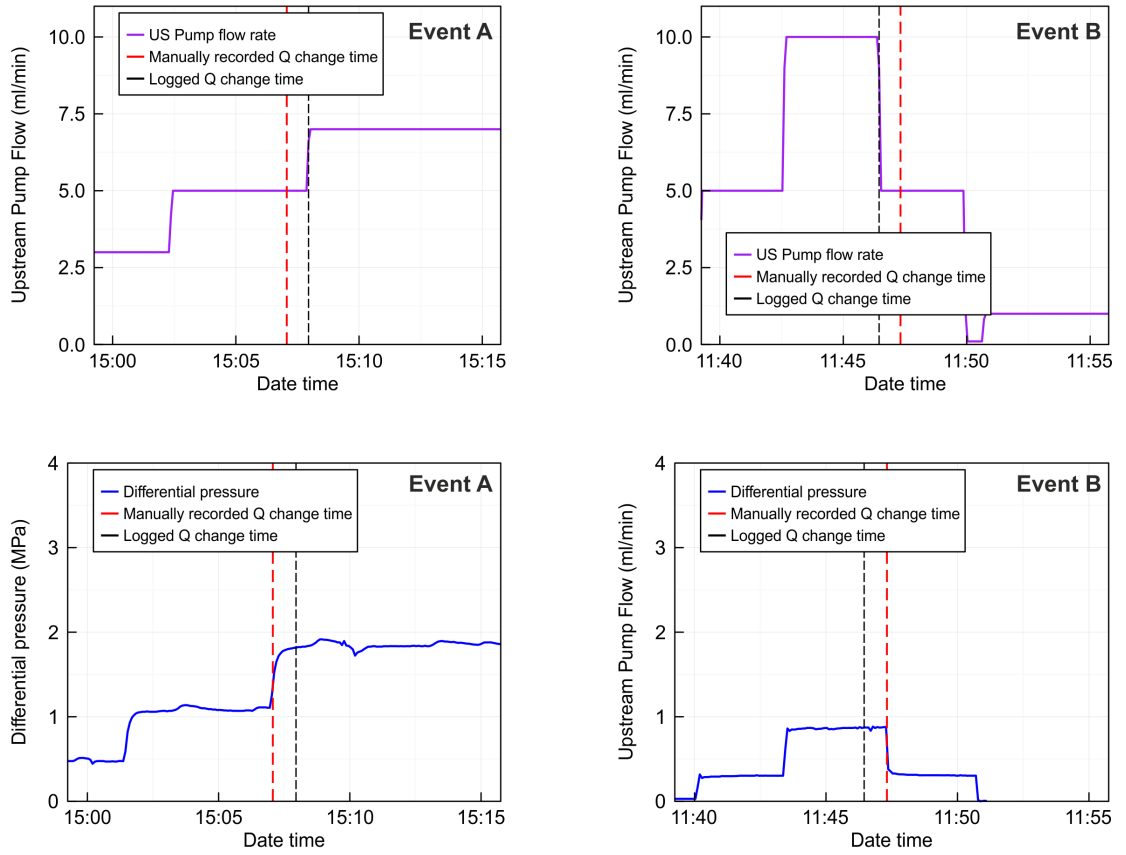 Event A
US Pump flow rate
Manually recorded Q change time
Logged Q change time
Upstream Pump Flow (ml/min)
10.0
7.5
5.0
2.5
0.0
15:00 15:05 15:10 15:15
Date time
Event B
US Pump flow rate
Manually recorded Q change time
Logged Q change time
Upstream Pump Flow (ml/min)
10.0
7.5
5.0
2.5
0.0
11:40 11:45 11:50 11:55
Date time
Event A
Differential pressure
Manually recorded Q change time
Logged Q change time
Differential pressure (MPa)
4
3
2
1
0
15:00 15:05 15:10 15:15
Date time
Event B
Differential pressure
Manually recorded Q change time
Logged Q change time
Upstream Pump Flow (ml/min)
4
3
2
1
0
11:40 11:45 11:50 11:55
Date time